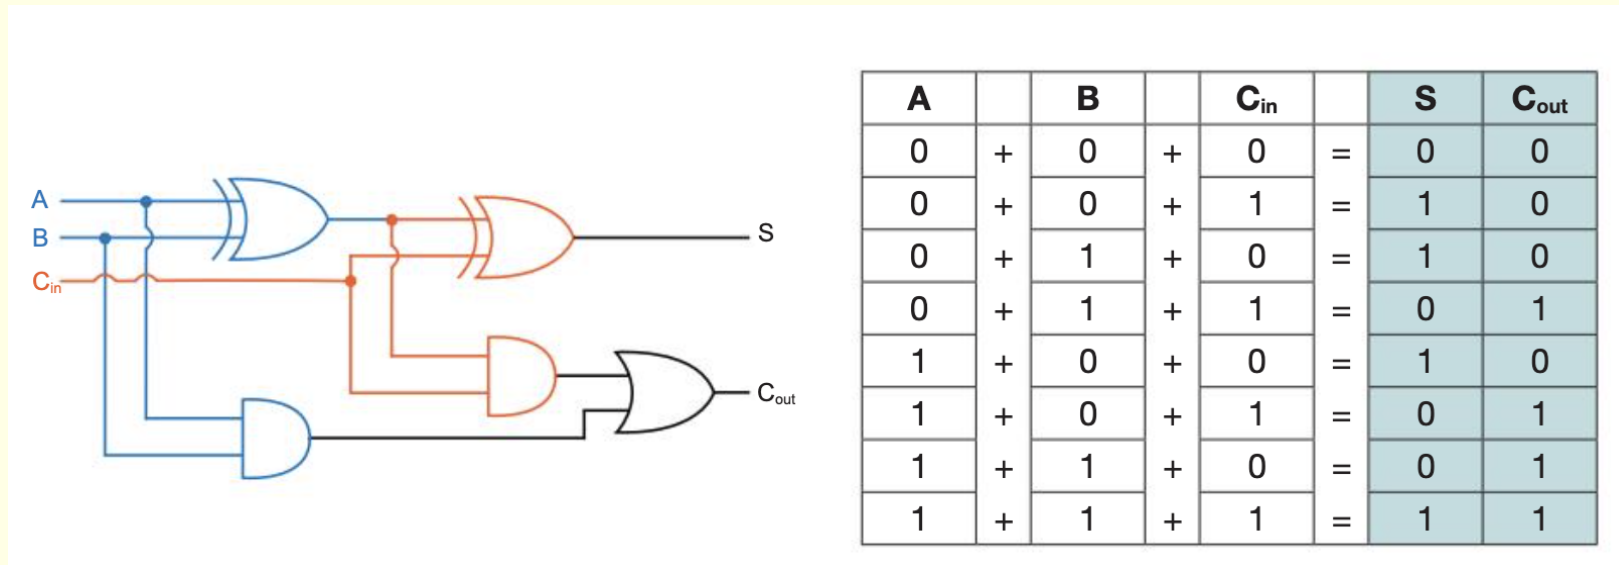 A
B
Cin
S
Cout
A B Cin S Cout
0 + 0 + 0 = 0 0
0 + 0 + 1 = 1 0
0 + 1 + 0 = 1 0
0 + 1 + 1 = 0 1
1 + 0 + 0 = 1 0
1 + 0 + 1 = 0 1
1 + 1 + 0 = 0 1
1 + 1 + 1 = 1 1